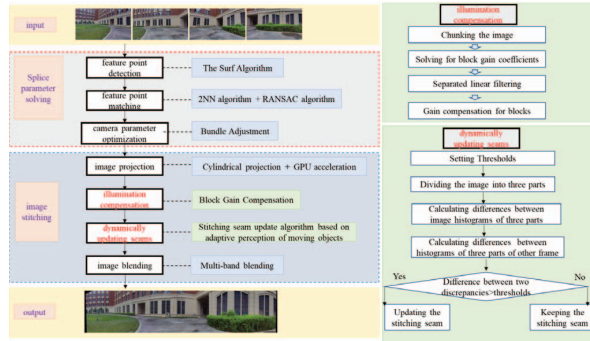 input
Splice
parameter
solving
feature point
detection
The Surf Algorithm
feature point
matching
2NN algorithm + RANSAC algorithm
camera parameter
optimization
Bundle Adjustment
image
stitching
image projection
Cylindrical projection + GPU acceleration
illumination
compensation
Block Gain Compensation
dynamically
updating seams
Stitching seam update algorithm based on
adaptive perception of moving objects
image blending
Multi-band blending
output
illumination
compensation
Chunking the image
Solving for block gain coefficients
Separated linear filtering
Gain compensation for blocks
dynamically
updating seams
Setting Thresholds
Dividing the image into three parts
Calculating differences between
image histograms of three parts
Calculating differences between
histograms of three parts of other frame
Yes
No
Difference between two
discrepancies>thresholds
Updating the
stitching seam
Keeping the
stitching seam